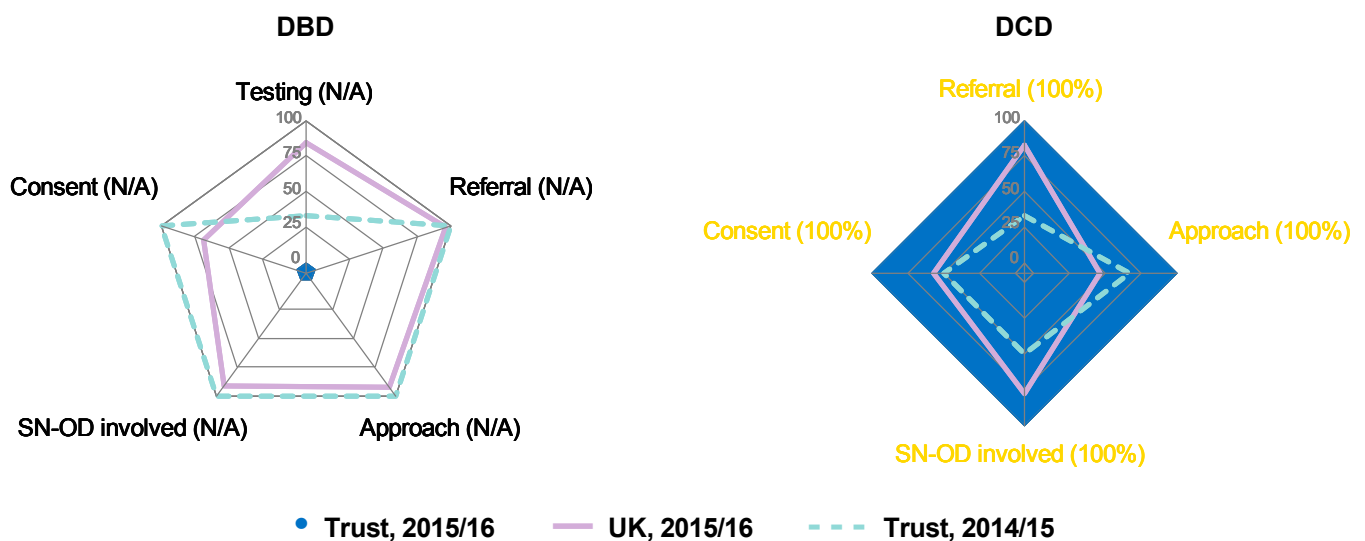 DBD
Testing (N/A)
100
75
50
25
0
Consent (N/A)
Referral (N/A)
SN-OD involved (N/A)
Approach (N/A)
DCD
Referral (100%)
100
75
50
25
0
Consent (100%)
Approach (100%)
SN-OD involved (100%)
Trust, 2015/16
UK, 2015/16
Trust, 2014/15